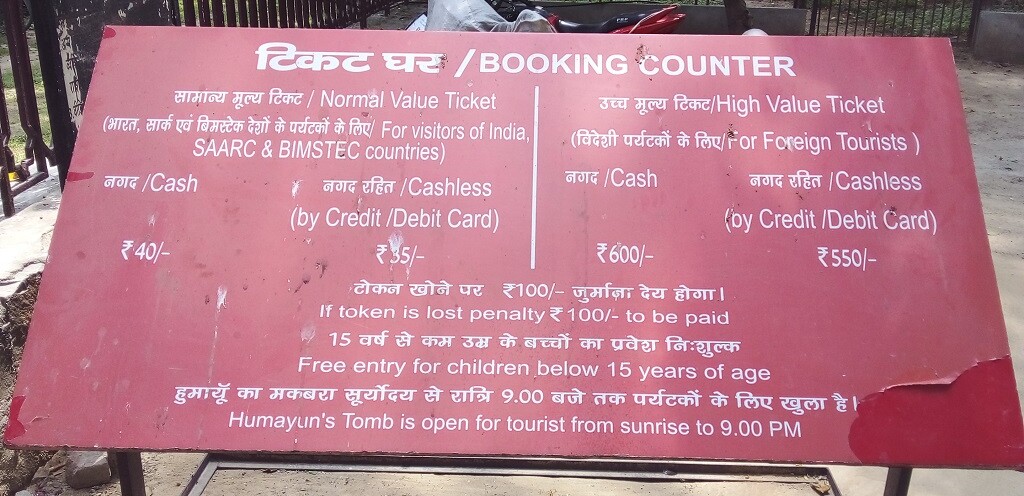 टिकट घर / BOOKING COUNTER
सामान्य मूल्य टिकट / Normal Value Ticket
(भारत, सार्क एवं बिमस्टेक देशों के पर्यटकों के लिए/ For visitors of India,
SAARC & BIMSTEC countries)
नगद /Cash नगद रहित /Cashless
(by Credit /Debit Card)
₹40/- ₹35/-
उच्च मूल्य टिकट/High Value Ticket
(विदेशी पर्यटकों के लिए/For Foreign Tourists )
नगद /Cash नगद रहित /Cashless
(by Credit /Debit Card)
₹600/- ₹550/-
टोकन खोने पर ₹100/- जुर्माना देय होगा।
If token is lost penalty ₹100/- to be paid
15 वर्ष से कम उम्र के बच्चों का प्रवेश निःशुल्क
Free entry for children below 15 years of age
हुमायूँ का मकबरा सूर्योदय से रात्रि 9.00 बजे तक पर्यटकों के लिए खुला है।
Humayun's Tomb is open for tourist from sunrise to 9.00 PM